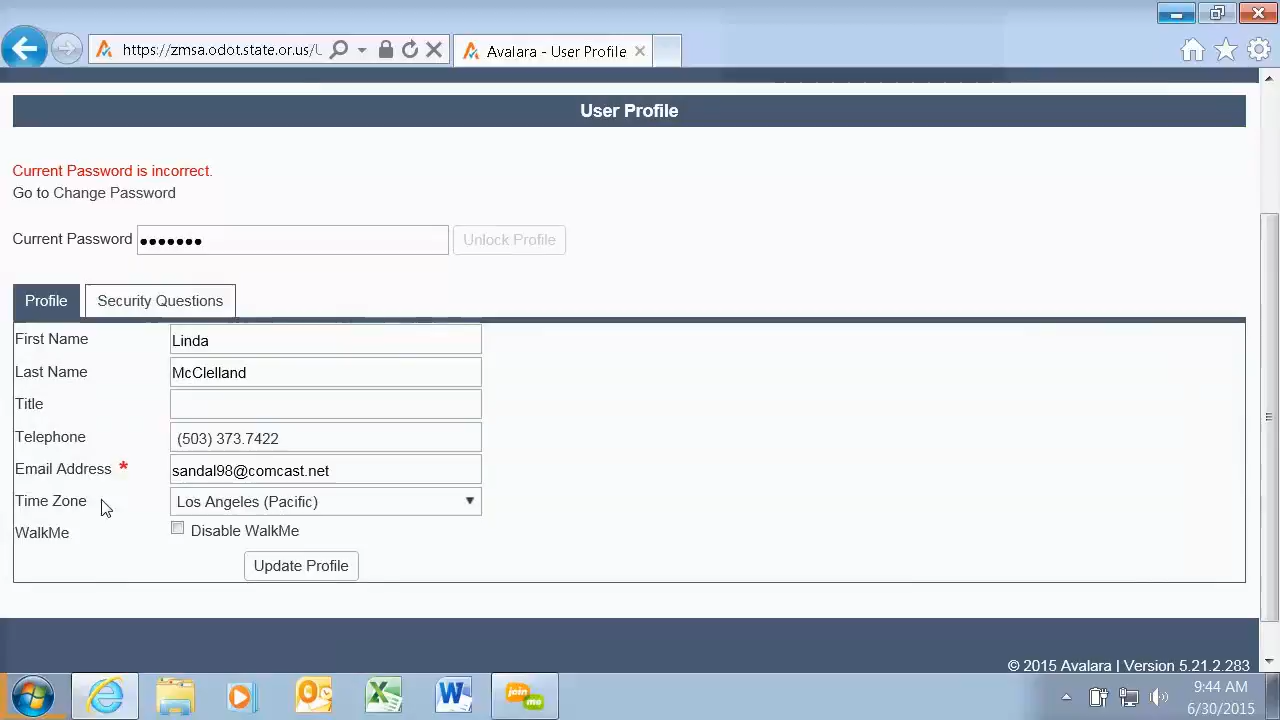 https://zmsa.odot.state.or.us/U
Avalara - User Profile
User Profile
Current Password is incorrect.
Go to Change Password
Current Password ●●●●●●● Unlock Profile
Profile Security Questions
First Name Linda
Last Name McClelland
Title
Telephone (503) 373.7422
Email Address * sandal98@comcast.net
Time Zone Los Angeles (Pacific)
WalkMe Disable WalkMe
Update Profile
© 2015 Avalara | Version 5.21.2.283
join me
9:44 AM
6/30/2015